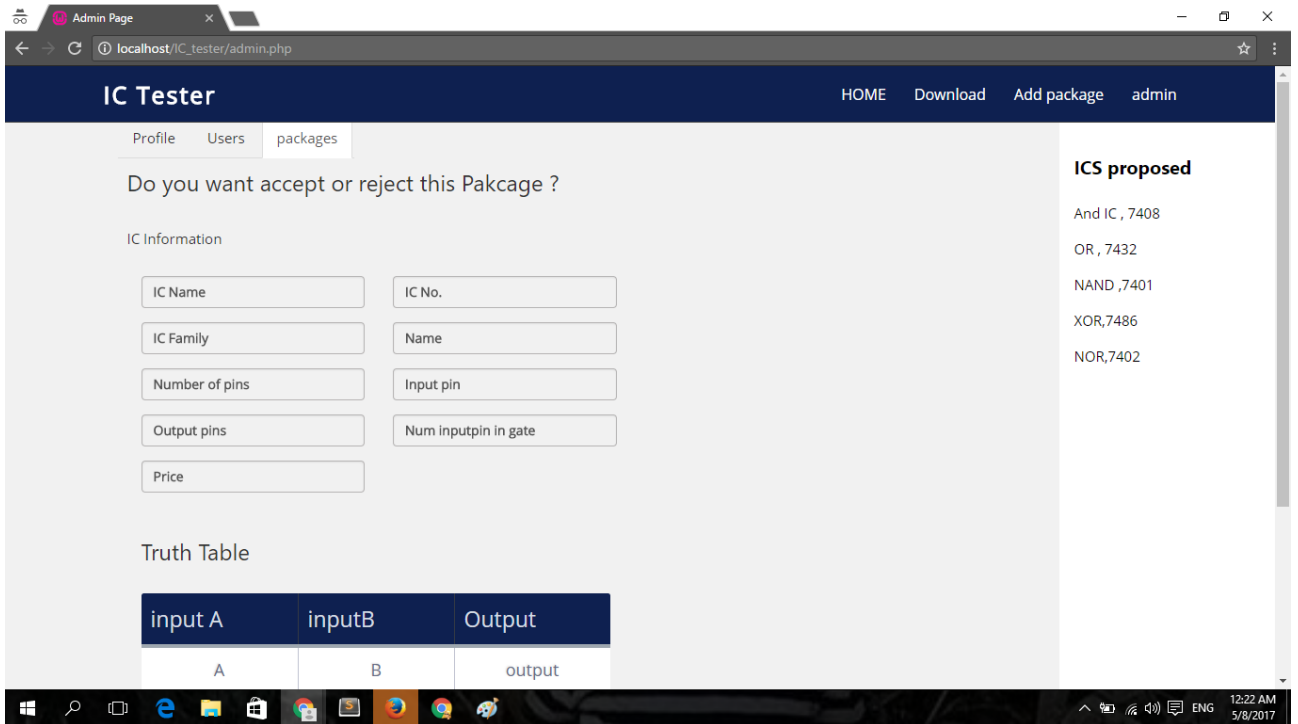 Admin Page
localhost/IC_tester/admin.php
IC Tester
HOME Download Add package admin
Profile Users packages
Do you want accept or reject this Pakcage ?
IC Information
IC Name IC No.
IC Family Name
Number of pins Input pin
Output pins Num inputpin in gate
Price
Truth Table
input A inputB Output
A B output
ICS proposed
And IC , 7408
OR , 7432
NAND ,7401
XOR,7486
NOR,7402
ENG
12:22 AM
5/8/2017